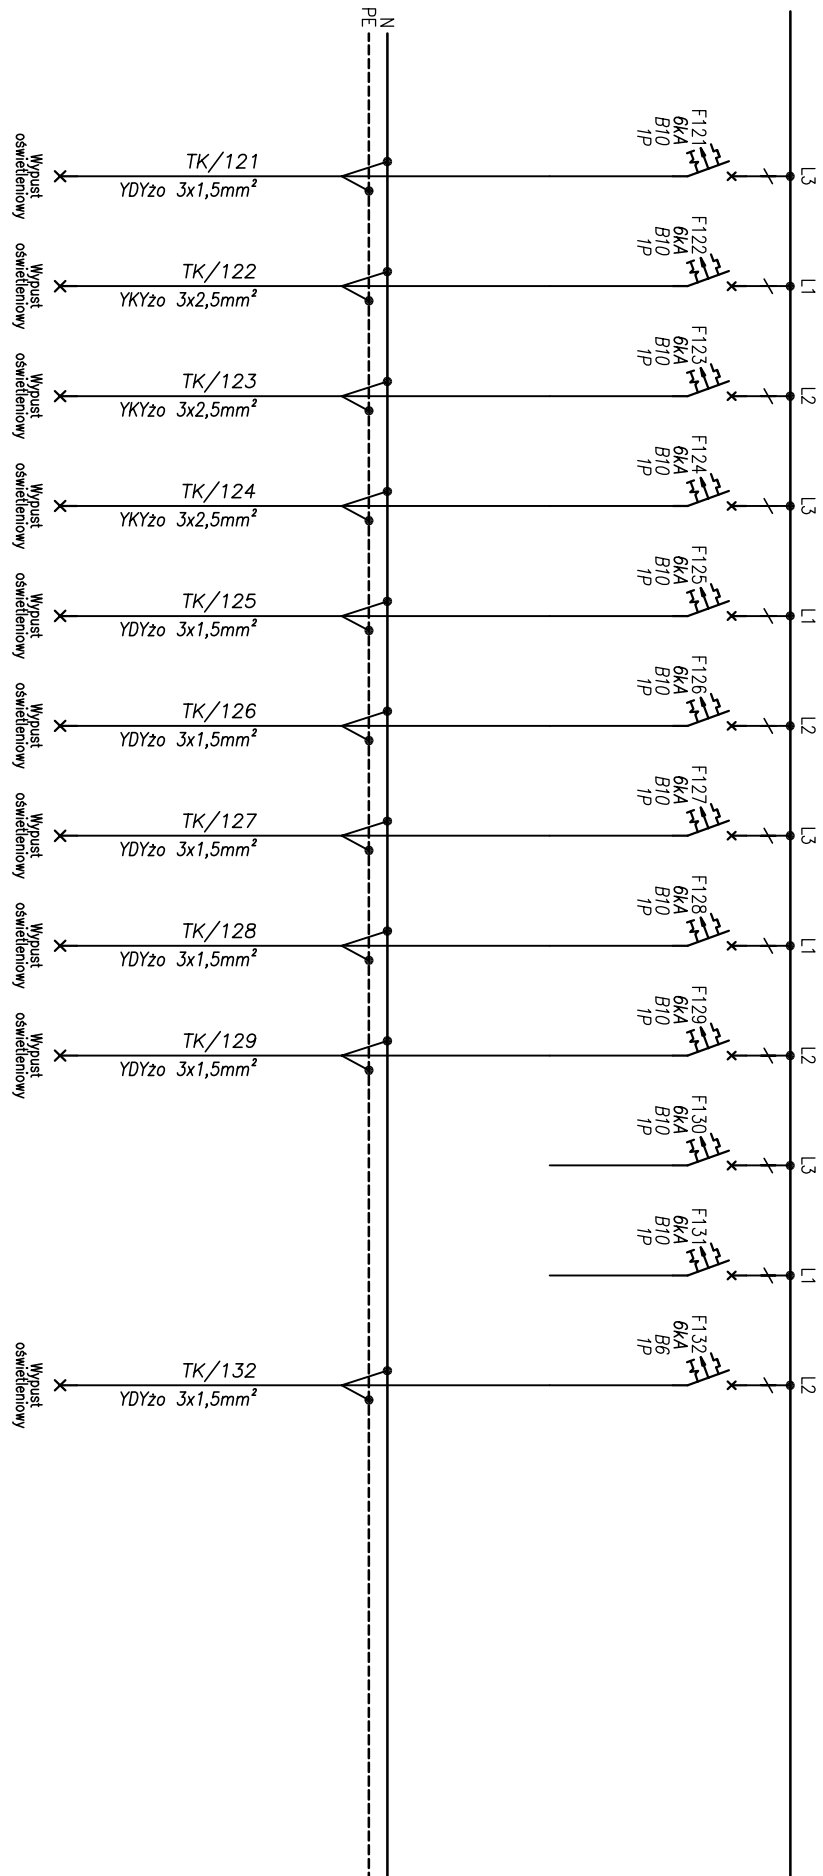 N
PE
F121
6kA
B10
1P
L3
TK/121
YDYżo 3x1,5mm²
Wypust
oświetleniowy
F122
6kA
B10
1P
L1
TK/122
YKYżo 3x2,5mm²
Wypust
oświetleniowy
F123
6kA
B10
1P
L2
TK/123
YKYżo 3x2,5mm²
Wypust
oświetleniowy
F124
6kA
B10
1P
L3
TK/124
YKYżo 3x2,5mm²
Wypust
oświetleniowy
F125
6kA
B10
1P
L1
TK/125
YDYżo 3x1,5mm²
Wypust
oświetleniowy
F126
6kA
B10
1P
L2
TK/126
YDYżo 3x1,5mm²
Wypust
oświetleniowy
F127
6kA
B10
1P
L3
TK/127
YDYżo 3x1,5mm²
Wypust
oświetleniowy
F128
6kA
B10
1P
L1
TK/128
YDYżo 3x1,5mm²
Wypust
oświetleniowy
F129
6kA
B10
1P
L2
TK/129
YDYżo 3x1,5mm²
Wypust
oświetleniowy
F130
6kA
B10
1P
L3
F131
6kA
B10
1P
L1
F132
6kA
B6
1P
L2
TK/132
YDYżo 3x1,5mm²
Wypust
oświetleniowy